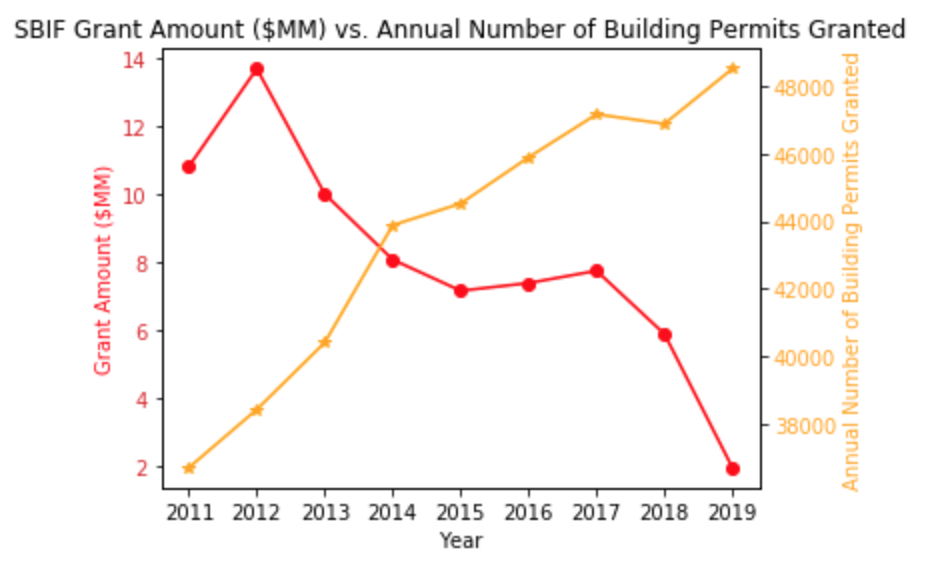 SBIF Grant Amount ($MM) vs. Annual Number of Building Permits Granted
Grant Amount ($MM)
14
12
10
8
6
4
2
48000
46000
44000
42000
40000
38000
Annual Number of Building Permits Granted
2011 2012 2013 2014 2015 2016 2017 2018 2019
Year